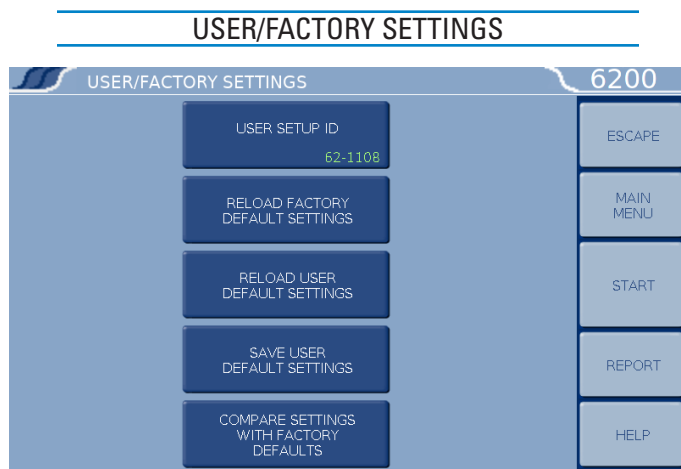 USER/FACTORY SETTINGS
USER/FACTORY SETTINGS
6200
USER SETUP ID
62-1108
RELOAD FACTORY
DEFAULT SETTINGS
RELOAD USER
DEFAULT SETTINGS
SAVE USER
DEFAULT SETTINGS
COMPARE SETTINGS
WITH FACTORY
DEFAULTS
ESCAPE
MAIN
MENU
START
REPORT
HELP